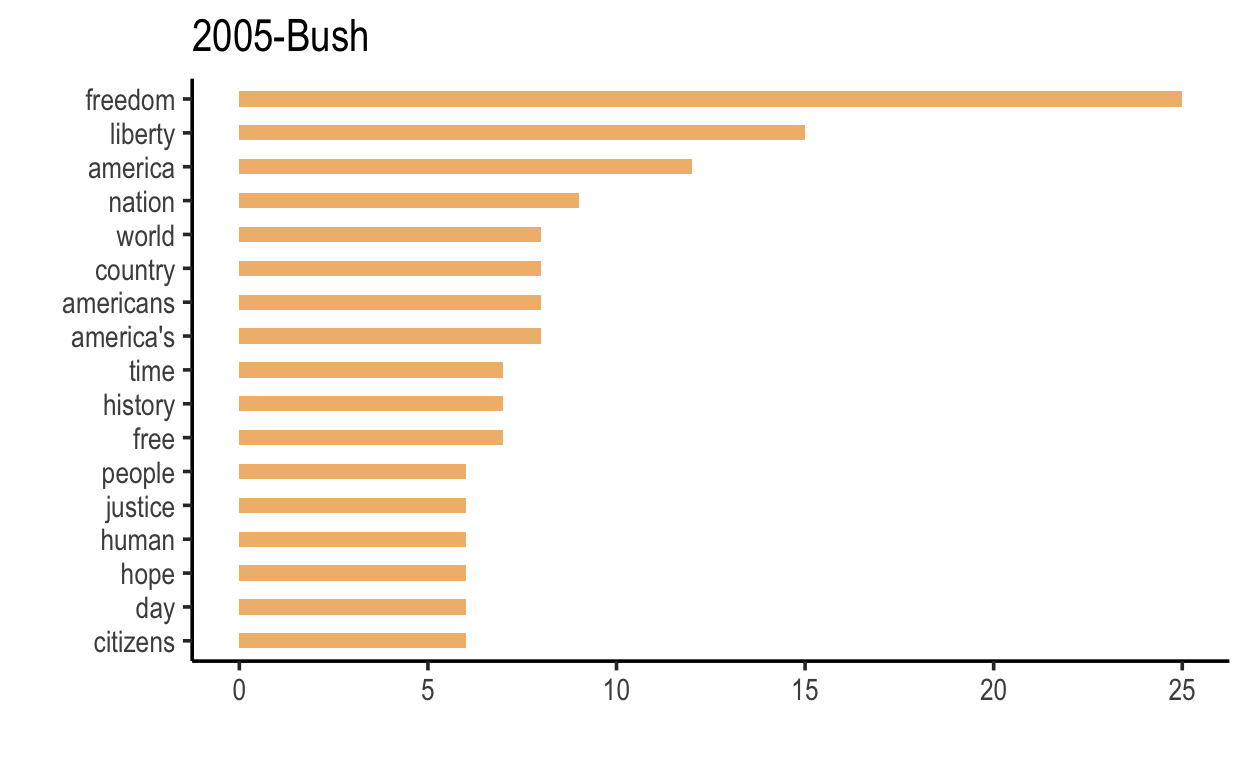 2005-Bush
freedom
liberty
america
nation
world
country
americans
america's
time
history
free
people
justice
human
hope
day
citizens
0 5 10 15 20 25